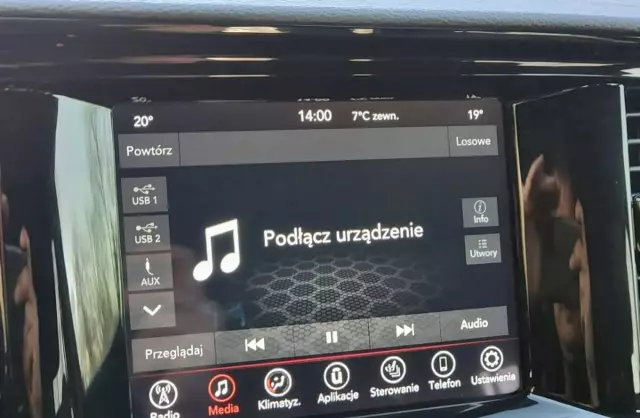 20° 14:00 7°C zewn. 19°
Powtórz Losowe
USB 1
USB 2
AUX
Podłącz urządzenie
Info
Utwory
Przeglądaj Audio
Radio Media Klimatyz. Aplikacje Sterowanie Telefon Ustawienia